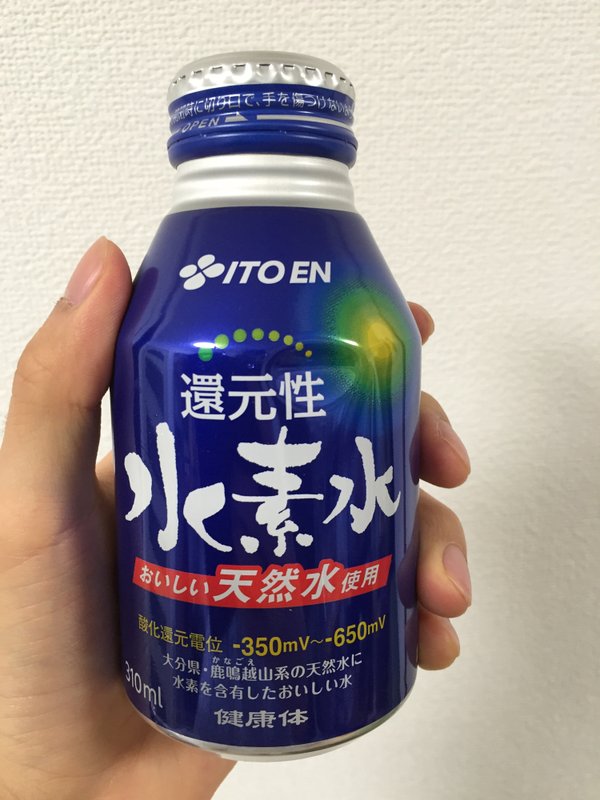 時に切り口で、手を傷つけない
OPEN
ITO EN
還元性
水素水
おいしい天然水使用
酸化還元電位 -350mV〜-650mV
かなごえ
大分県・鹿鳴越山系の天然水に
水素を含有したおいしい水
310ml
健康体